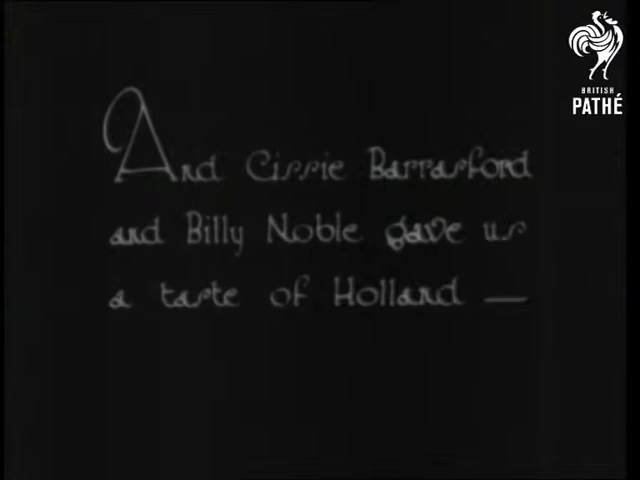 BRITISH
PATHÉ
And Cissie Barrasford
and Billy Noble gave us
a taste of Holland —